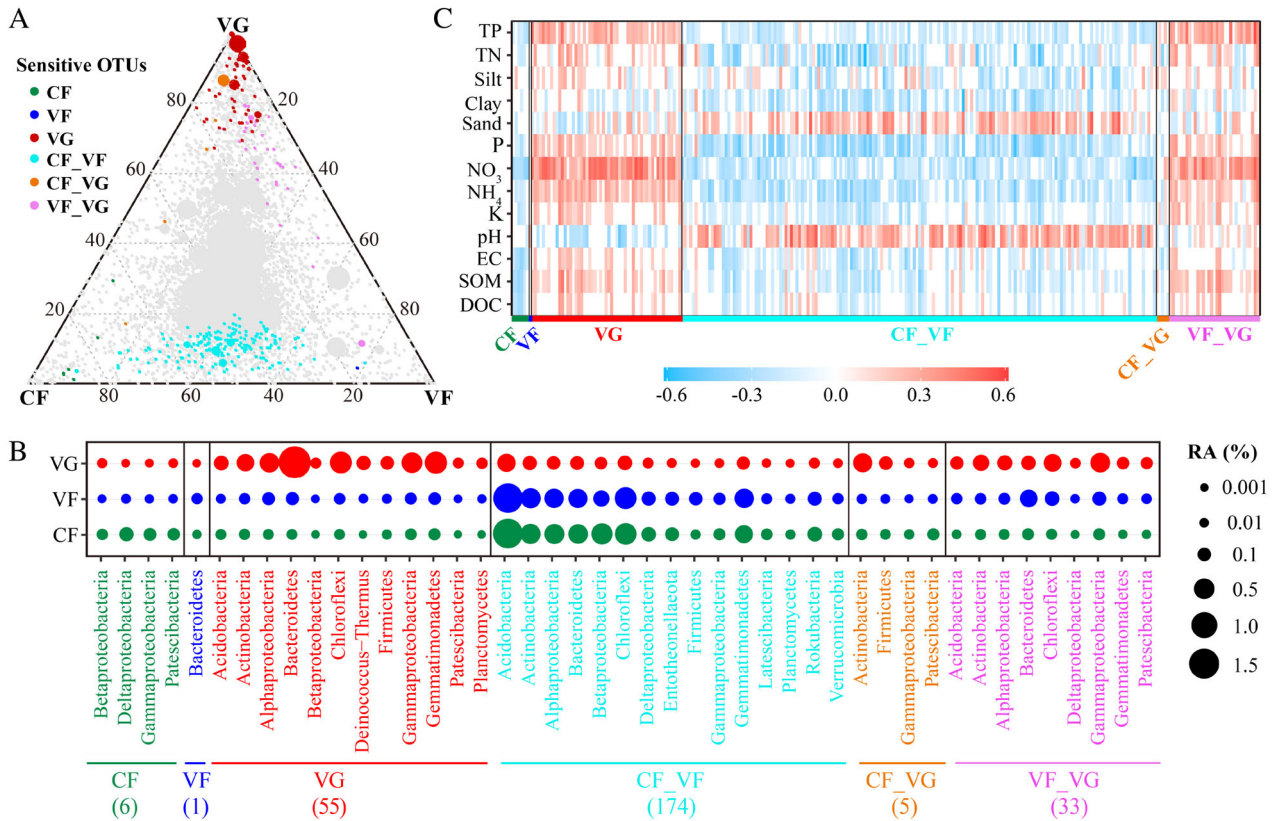 A
VG
Sensitive OTUs
CF
VF
VG
CF_VF
CF_VG
VF_VG
80
20
60
40
40
60
20
80
CF
80
60
40
20
VF
C
TP
TN
Silt
Clay
Sand
P
NO3
NH4
K
pH
EC
SOM
DOC
CF
VF
VG
CF_VF
CF_VG
VF_VG
-0.6
-0.3
0.0
0.3
0.6
B
VG
VF
CF
RA (%)
0.001
0.01
0.1
0.5
1.0
1.5
Betaproteobacteria
Deltaproteobacteria
Gammaproteobacteria
Patescibacteria
Bacteroidetes
Acidobacteria
Actinobacteria
Alphaproteobacteria
Bacteroidetes
Betaproteobacteria
Chloroflexi
Deinococcus−Thermus
Firmicutes
Gammaproteobacteria
Gemmatimonadetes
Patescibacteria
Planctomycetes
Acidobacteria
Actinobacteria
Alphaproteobacteria
Bacteroidetes
Betaproteobacteria
Chloroflexi
Deltaproteobacteria
Entotheonellaeota
Firmicutes
Gammaproteobacteria
Gemmatimonadetes
Latescibacteria
Planctomycetes
Rokubacteria
Verrucomicrobia
Actinobacteria
Firmicutes
Gammaproteobacteria
Patescibacteria
Acidobacteria
Actinobacteria
Alphaproteobacteria
Bacteroidetes
Chloroflexi
Deltaproteobacteria
Gammaproteobacteria
Gemmatimonadetes
Patescibacteria
CF
(6)
VF
(1)
VG
(55)
CF_VF
(174)
CF_VG
(5)
VF_VG
(33)